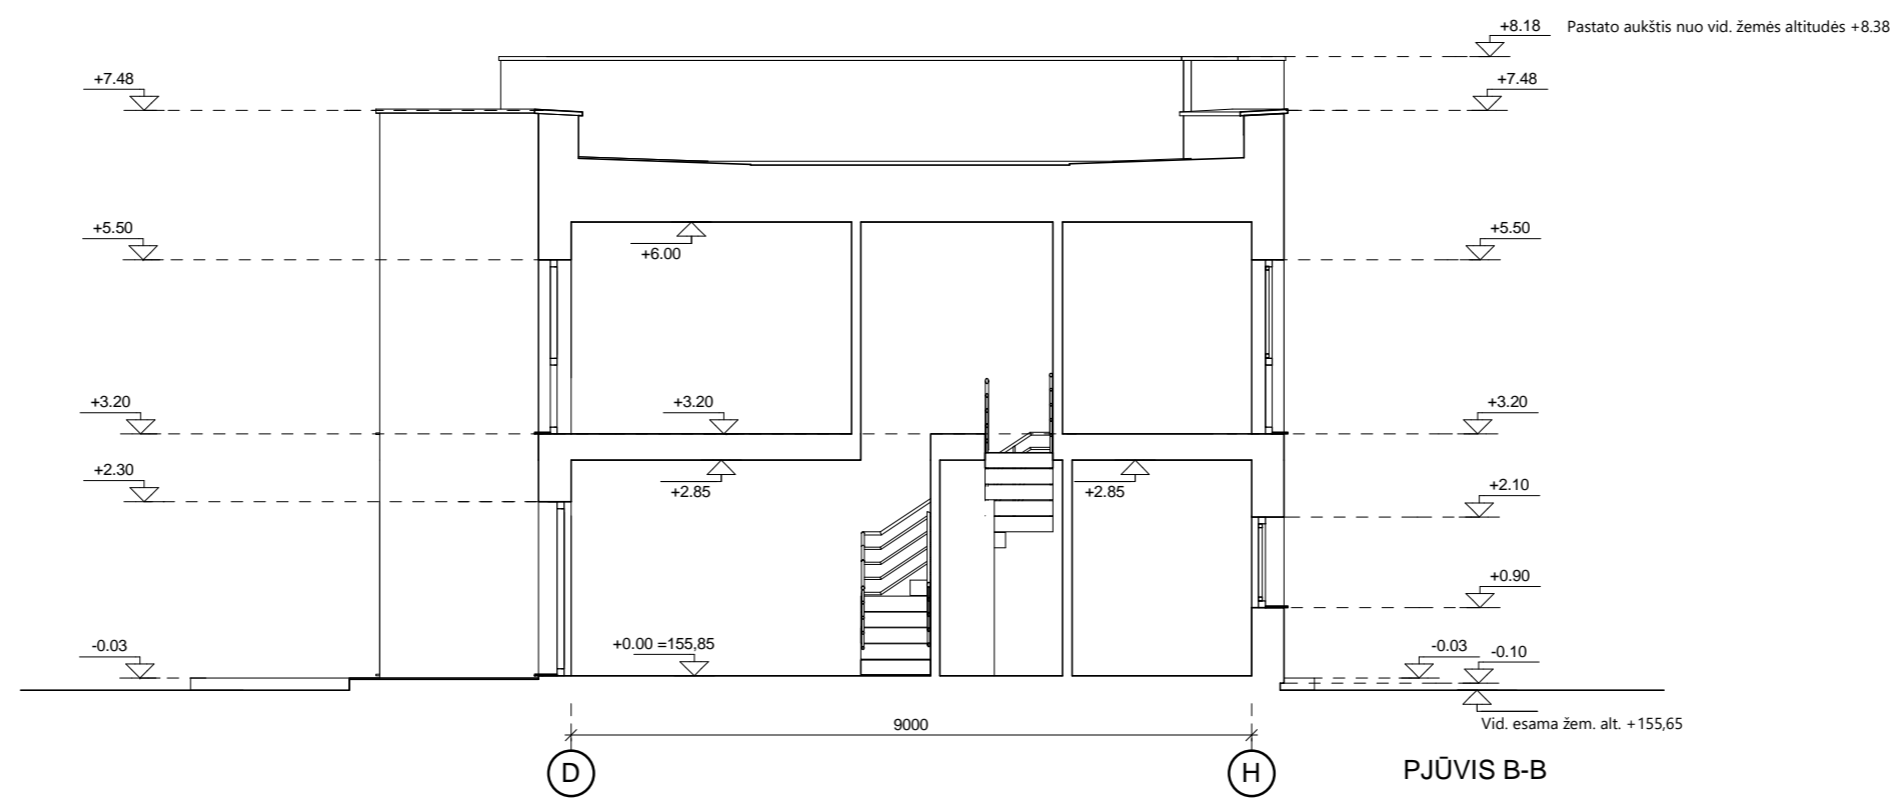 +8.18 Pastato aukštis nuo vid. žemės altitudės +8.38
+7.48 +7.48
+5.50 +6.00 +5.50
+3.20 +3.20 +3.20
+2.30 +2.85 +2.85 +2.10
+0.90
-0.03 +0.00 =155,85 -0.03 -0.10
9000 Vid. esama žem. alt. +155,65
D H PJŪVIS B-B